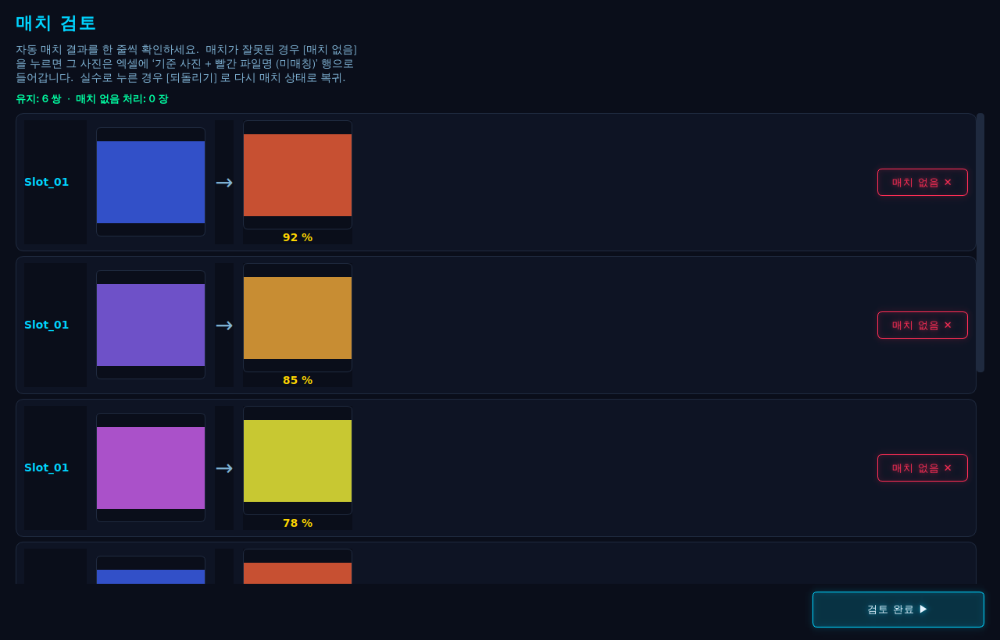 매치 검토
자동 매치 결과를 한 줄씩 확인하세요.  매치가 잘못된 경우 [매치 없음]
을 누르면 그 사진은 엑셀에 '기준 사진 + 빨간 파일명 (미매칭)' 행으로
들어갑니다.  실수로 누른 경우 [되돌리기] 로 다시 매치 상태로 복귀.
유지: 6 쌍  ·  매치 없음 처리: 0 장
Slot_01 → 매치 없음 ✕
92 %
Slot_01 → 매치 없음 ✕
85 %
Slot_01 → 매치 없음 ✕
78 %
검토 완료 ▶